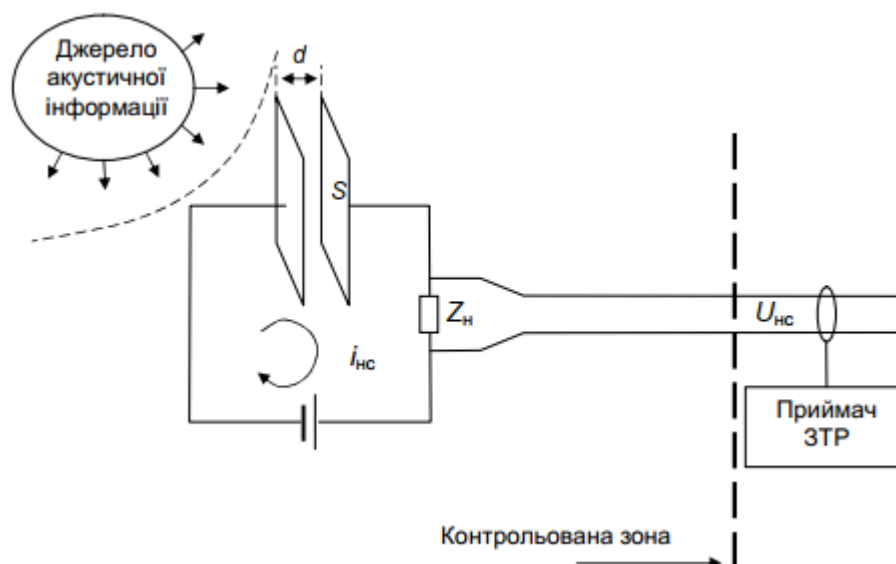 Джерело
акустичної
інформації
d
S
Zн
iнс
Uнс
Приймач
ЗТР
Контрольована зона